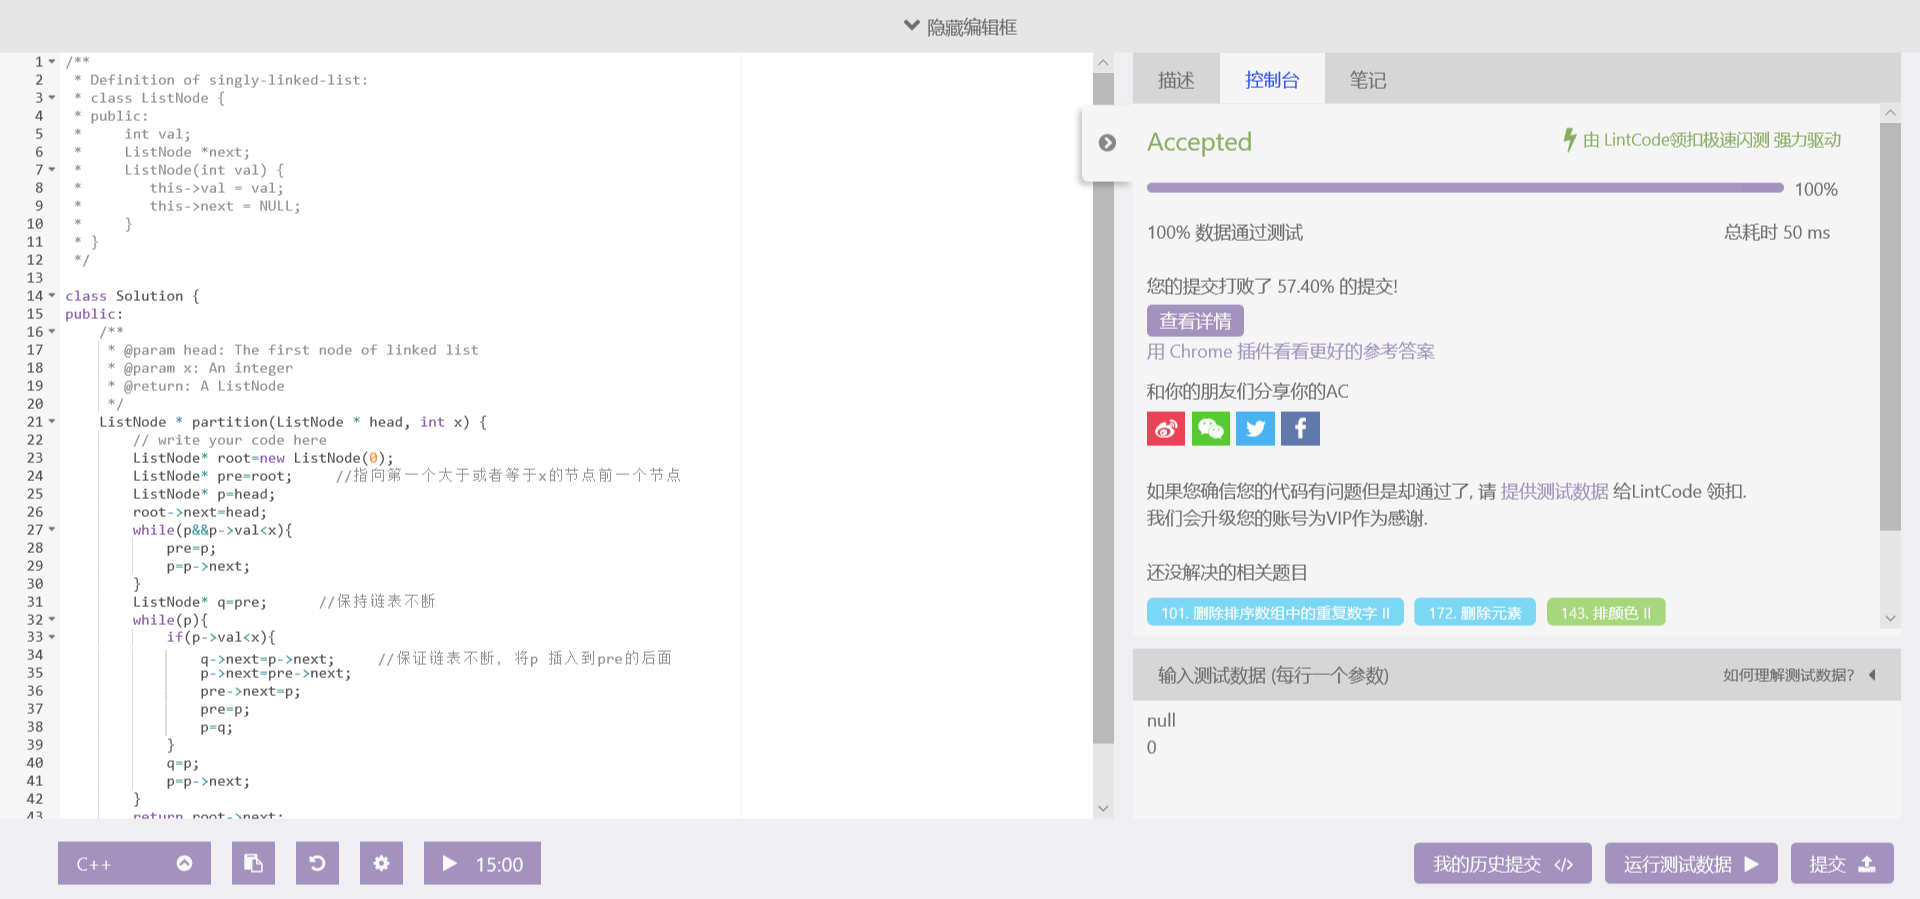 隐藏编辑框
1 /**
2  * Definition of singly-linked-list:
3  * class ListNode {
4  * public:
5  *     int val;
6  *     ListNode *next;
7  *     ListNode(int val) {
8  *        this->val = val;
9  *        this->next = NULL;
10  *     }
11  * }
12  */
13
14 class Solution {
15 public:
16     /**
17      * @param head: The first node of linked list
18      * @param x: An integer
19      * @return: A ListNode
20      */
21     ListNode * partition(ListNode * head, int x) {
22         // write your code here
23         ListNode* root=new ListNode(0);
24         ListNode* pre=root;     //指向第一个大于或者等于x的节点前一个节点
25         ListNode* p=head;
26         root->next=head;
27         while(p&&p->val<x){
28             pre=p;
29             p=p->next;
30         }
31         ListNode* q=pre;      //保持链表不断
32         while(p){
33             if(p->val<x){
34                 q->next=p->next;     //保证链表不断, 将p 插入到pre的后面
35                 p->next=pre->next;
36                 pre->next=p;
37                 pre=p;
38                 p=q;
39             }
40             q=p;
41             p=p->next;
42         }
43         return root->next;
C++
15:00
描述 控制台 笔记
Accepted 由 LintCode领扣极速闪测 强力驱动
100%
100% 数据通过测试 总耗时 50 ms
您的提交打败了 57.40% 的提交!
查看详情
用 Chrome 插件看看更好的参考答案
和你的朋友们分享你的AC
如果您确信您的代码有问题但是却通过了, 请 提供测试数据 给LintCode 领扣.
我们会升级您的账号为VIP作为感谢.
还没解决的相关题目
101. 删除排序数组中的重复数字 II 172. 删除元素 143. 排颜色 II
输入测试数据 (每行一个参数) 如何理解测试数据?
null
0
我的历史提交 </> 运行测试数据 提交